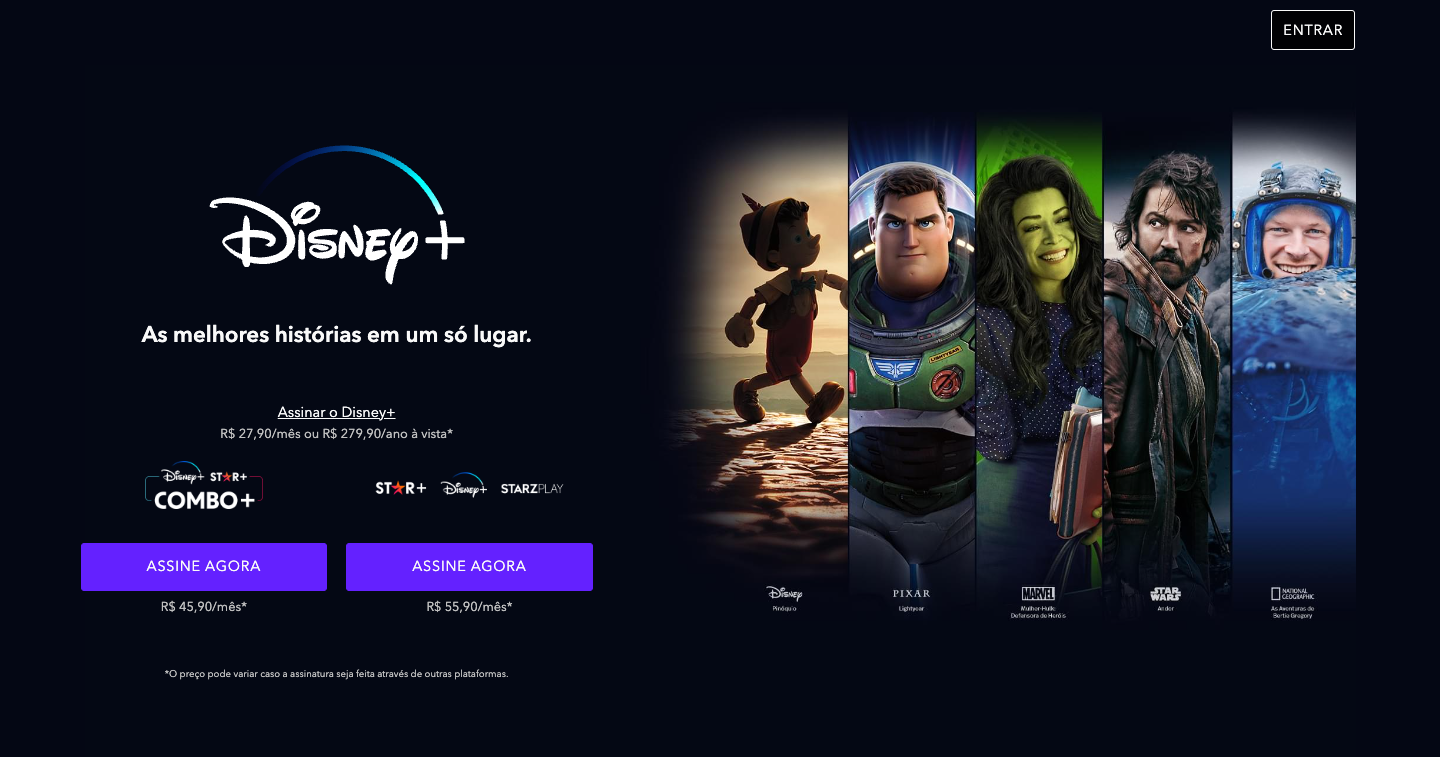 ENTRAR
Disney+
As melhores histórias em um só lugar.
Assinar o Disney+
R$ 27,90/mês ou R$ 279,90/ano à vista*
Disney+ STAR+
COMBO+
STAR+ Disney+ STARZPLAY
ASSINE AGORA
ASSINE AGORA
R$ 45,90/mês*
R$ 55,90/mês*
*O preço pode variar caso a assinatura seja feita através de outras plataformas.
LIGHTYEAR
Disney
Pinóquio
PIXAR
Lightyear
MARVEL
Mulher-Hulk:
Defensora de Heróis
STAR
WARS
Andor
NATIONAL
GEOGRAPHIC
As Aventuras de
Bertie Gregory